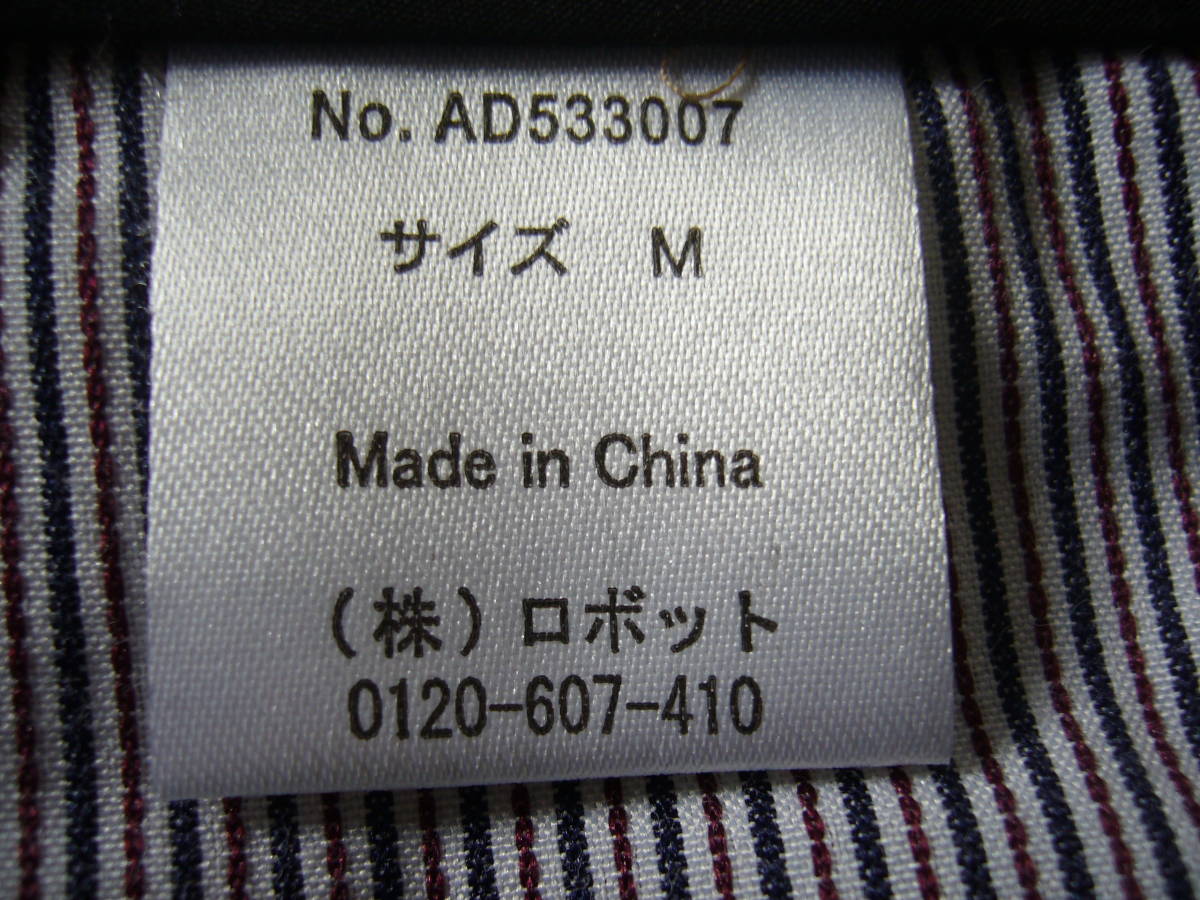 No. AD533007
サイズ　M
Made in China
（株）ロボット
0120-607-410